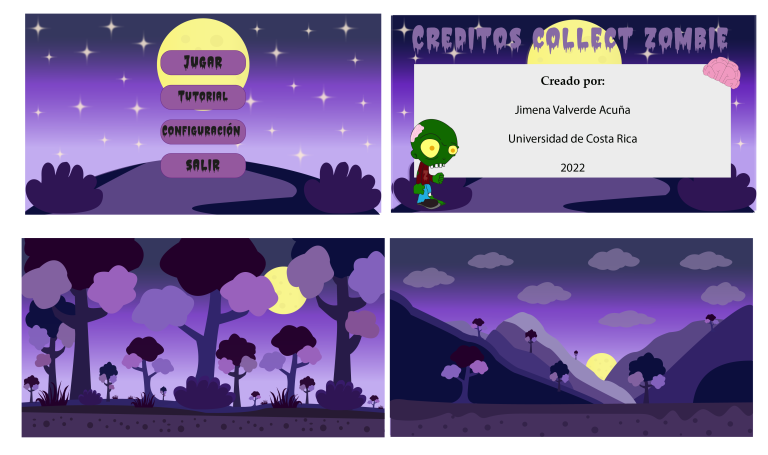 JUGAR
TUTORIAL
CONFIGURACIÓN
SALIR
CREDITOS COLLECT ZOMBIE
Creado por:
Jimena Valverde Acuña
Universidad de Costa Rica
2022